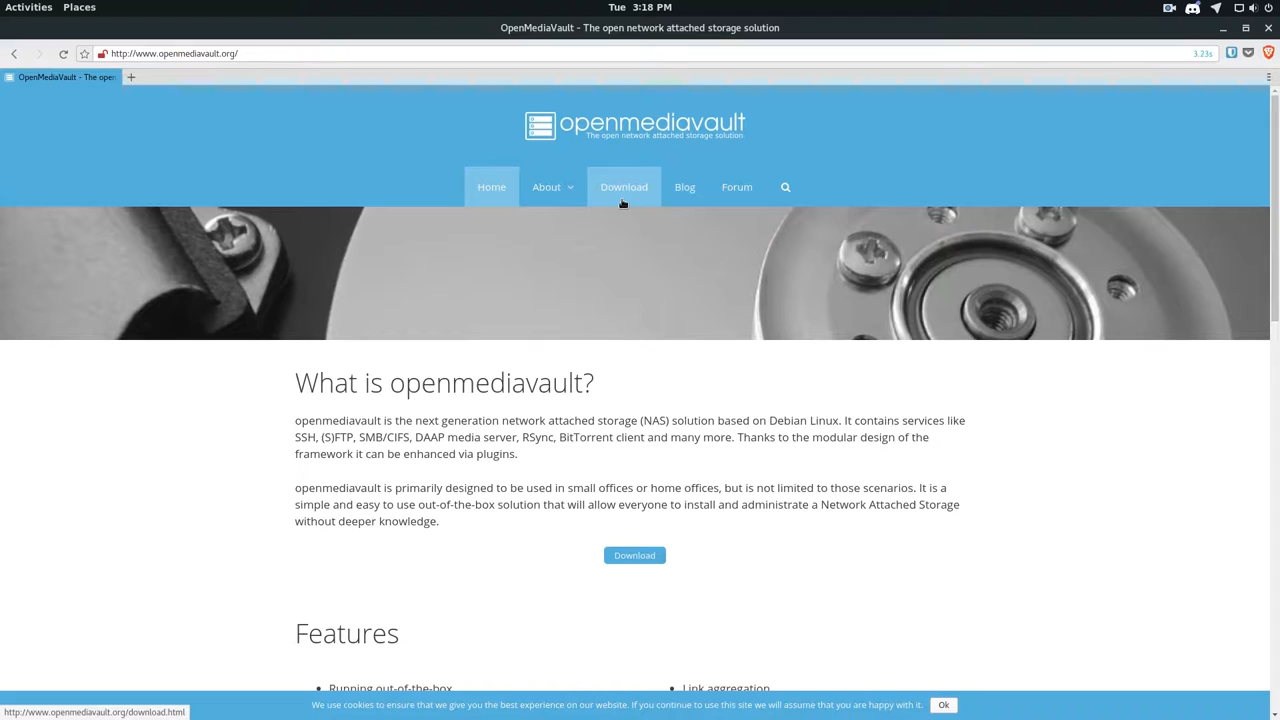 Activities Places Tue 3:18 PM
OpenMediaVault - The open network attached storage solution
http://www.openmediavault.org/ 3.23s
OpenMediaVault - The open
openmediavault
The open network attached storage solution
Home About Download Blog Forum
What is openmediavault?
openmediavault is the next generation network attached storage (NAS) solution based on Debian Linux. It contains services like
SSH, (S)FTP, SMB/CIFS, DAAP media server, RSync, BitTorrent client and many more. Thanks to the modular design of the
framework it can be enhanced via plugins.
openmediavault is primarily designed to be used in small offices or home offices, but is not limited to those scenarios. It is a
simple and easy to use out-of-the-box solution that will allow everyone to install and administrate a Network Attached Storage
without deeper knowledge.
Download
Features
• Running out-of-the-box • Link aggregation
We use cookies to ensure that we give you the best experience on our website. If you continue to use this site we will assume that you are happy with it. Ok
http://www.openmediavault.org/download.html